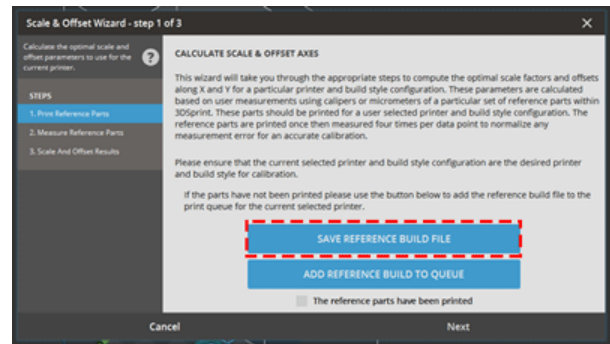 Scale & Offset Wizard - step 1 of 3
Calculate the optimal scale and
offset parameters to use for the
current printer.
?
STEPS
1. Print Reference Parts
2. Measure Reference Parts
3. Scale And Offset Results
CALCULATE SCALE & OFFSET AXES
This wizard will take you through the appropriate steps to compute the optimal scale factors and offsets
along X and Y for a particular printer and build style configuration. These parameters are calculated
based on user measurements using calipers or micrometers of a particular set of reference parts within
3DSprint. These parts should be printed for a user selected printer and build style configuration. The
reference parts are printed once then measured four times per data point to normalize any
measurement error for an accurate calibration.
Please ensure that the current selected printer and build style configuration are the desired printer
and build style for calibration.
If the parts have not been printed please use the button below to add the reference build file to the
print queue for the current selected printer.
SAVE REFERENCE BUILD FILE
ADD REFERENCE BUILD TO QUEUE
The reference parts have been printed
Cancel
Next